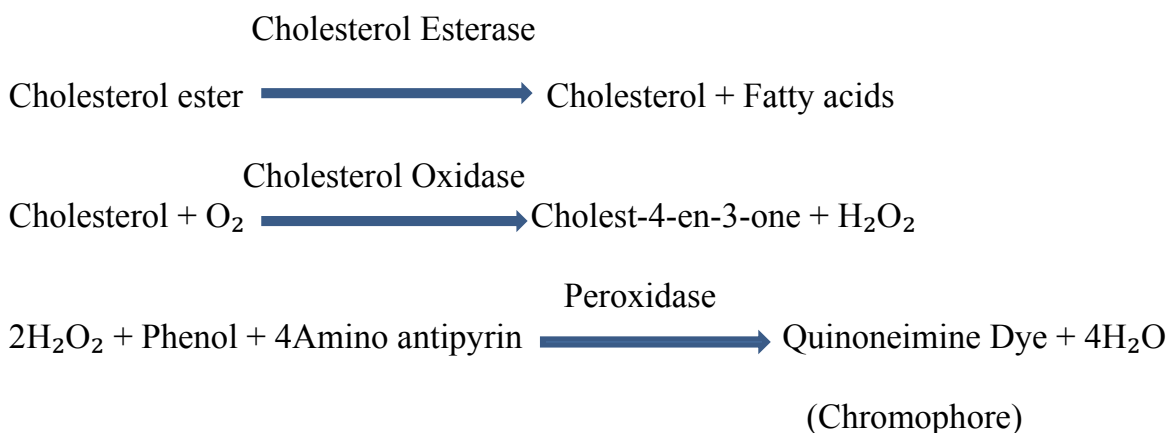 Cholesterol Esterase
Cholesterol ester Cholesterol + Fatty acids
Cholesterol Oxidase
Cholesterol + O₂ Cholest-4-en-3-one + H₂O₂
Peroxidase
2H₂O₂ + Phenol + 4Amino antipyrin Quinoneimine Dye + 4H₂O
(Chromophore)